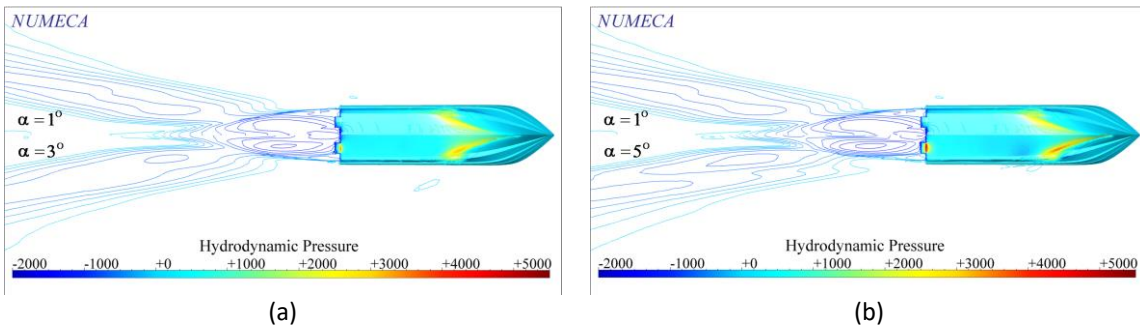 NUMECA
α =1°
α =3°
Hydrodynamic Pressure
-2000 -1000 +0 +1000 +2000 +3000 +4000 +5000
(a)
NUMECA
α =1°
α =5°
Hydrodynamic Pressure
-2000 -1000 +0 +1000 +2000 +3000 +4000 +5000
(b)